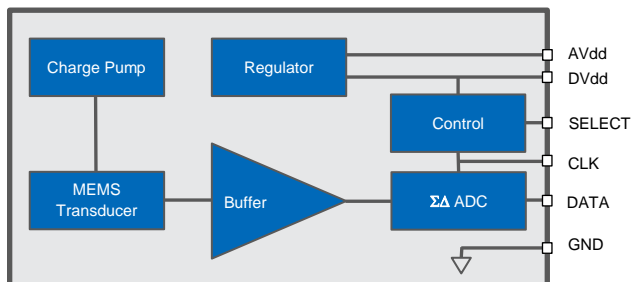 Charge Pump
Regulator
AVdd
DVdd
Control
SELECT
CLK
MEMS
Transducer
Buffer
ΣΔ ADC
DATA
GND